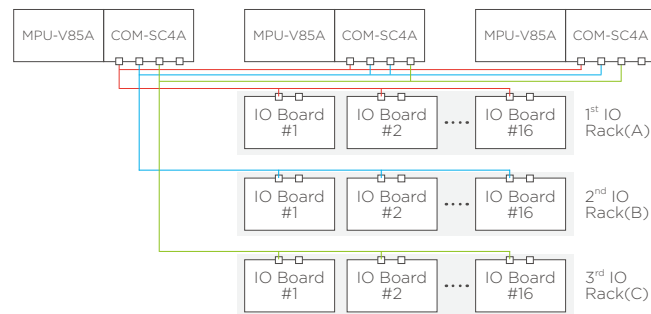 MPU-V85A COM-SC4A MPU-V85A COM-SC4A MPU-V85A COM-SC4A
IO Board #1
IO Board #2
....
IO Board #16
1st IO
Rack(A)
IO Board #1
IO Board #2
....
IO Board #16
2nd IO
Rack(B)
IO Board #1
IO Board #2
....
IO Board #16
3rd IO
Rack(C)